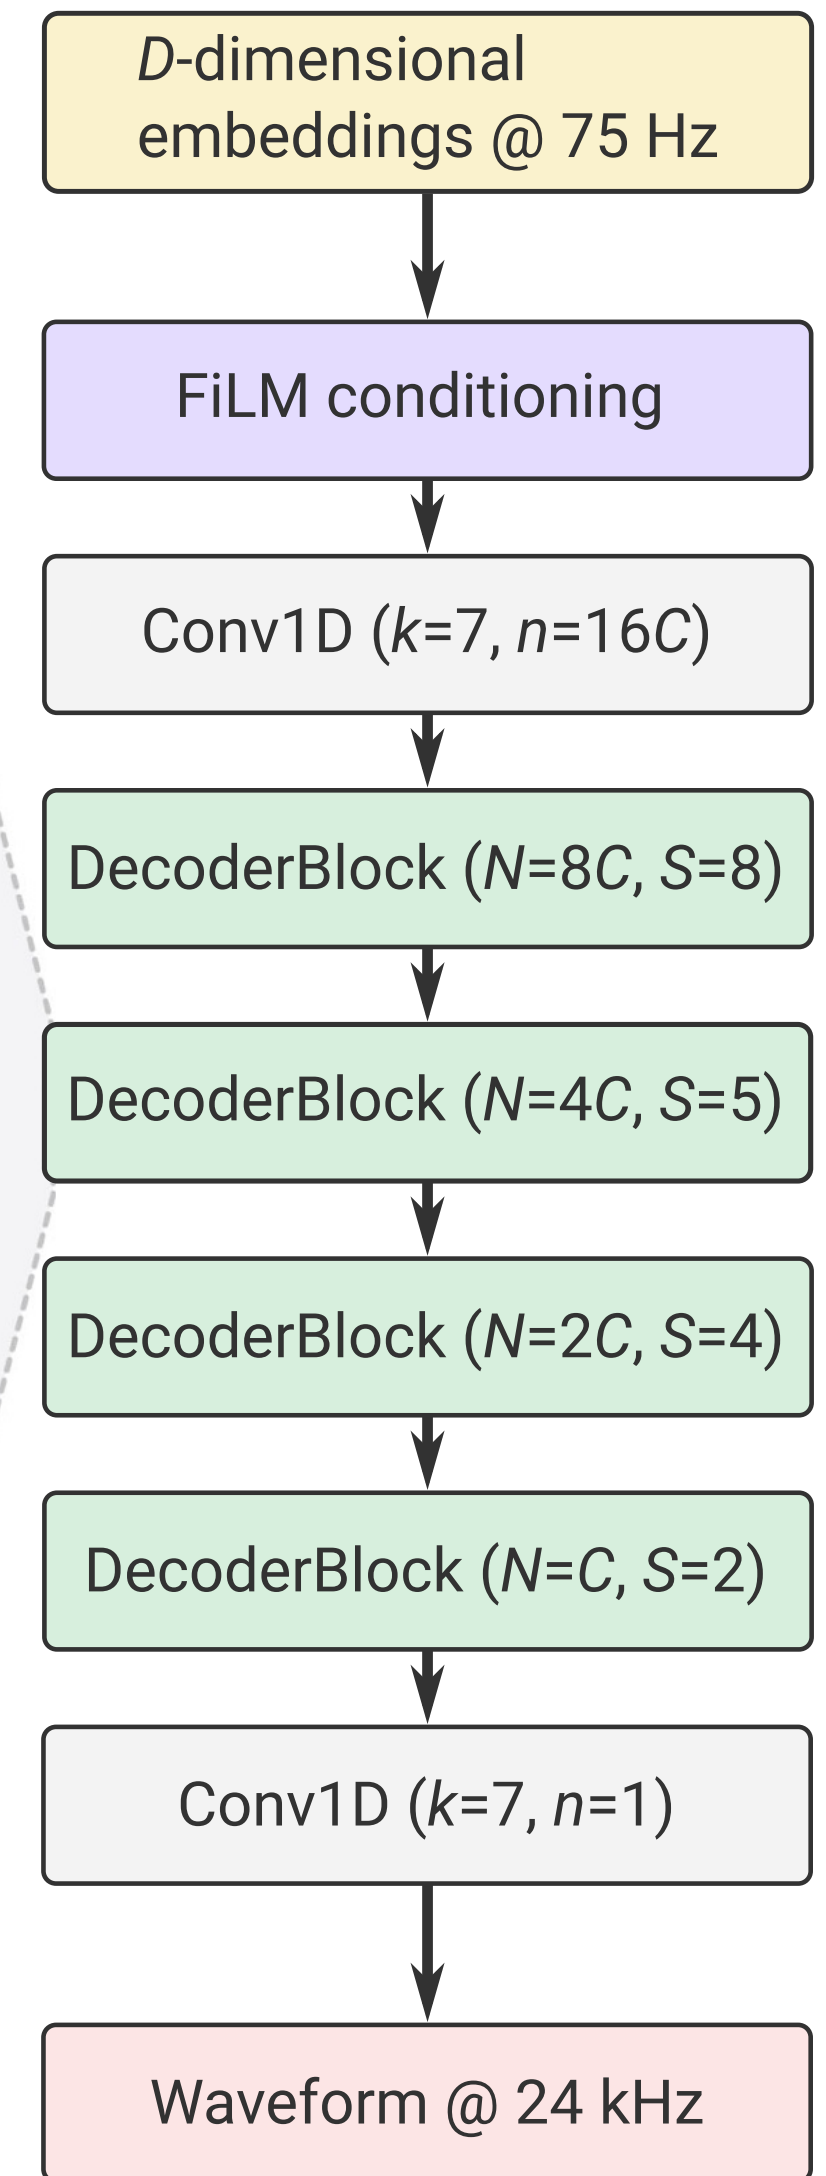 D-dimensional
embeddings @ 75 Hz
FiLM conditioning
Conv1D (k=7, n=16C)
DecoderBlock (N=8C, S=8)
DecoderBlock (N=4C, S=5)
DecoderBlock (N=2C, S=4)
DecoderBlock (N=C, S=2)
Conv1D (k=7, n=1)
Waveform @ 24 kHz